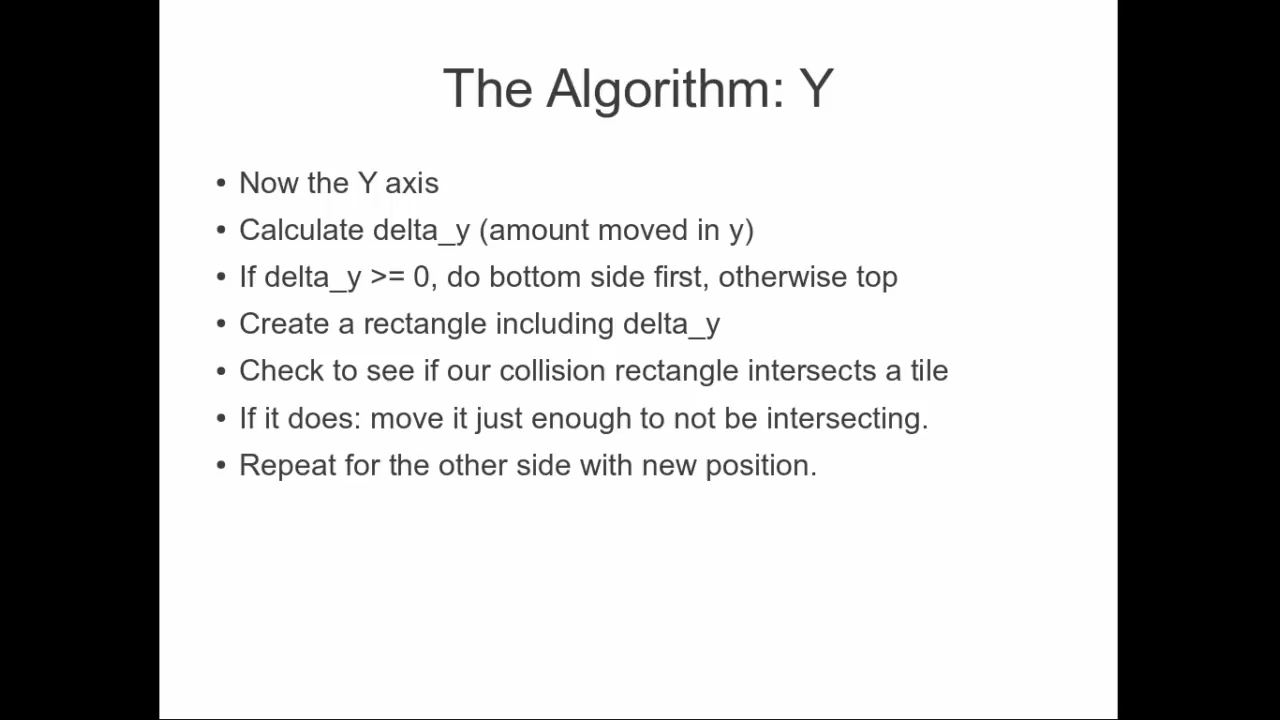 The Algorithm: Y
• Now the Y axis
• Calculate delta_y (amount moved in y)
• If delta_y >= 0, do bottom side first, otherwise top
• Create a rectangle including delta_y
• Check to see if our collision rectangle intersects a tile
• If it does: move it just enough to not be intersecting.
• Repeat for the other side with new position.